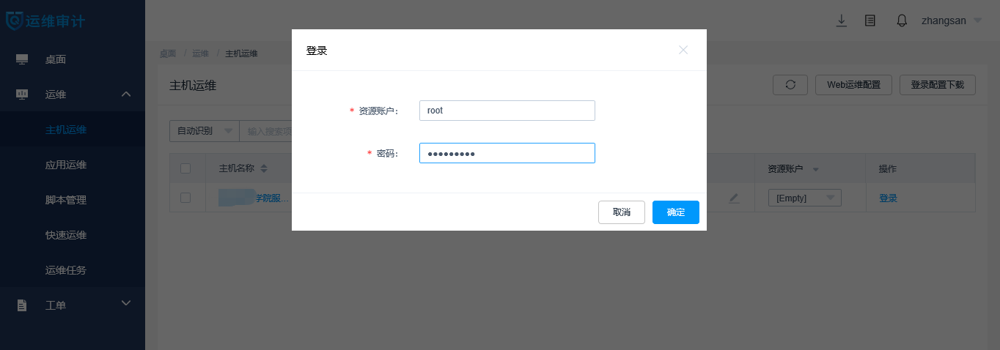 运维审计
zhangsan
桌面
运维
主机运维
应用运维
脚本管理
快速运维
运维任务
工单
桌面 / 运维 / 主机运维
主机运维
Web运维配置
登录配置下载
自动识别
输入搜索项
主机名称
资源账户
操作
学院服...
[Empty]
登录
登录
* 资源账户：
root
* 密码：
•••••••••
取消
确定